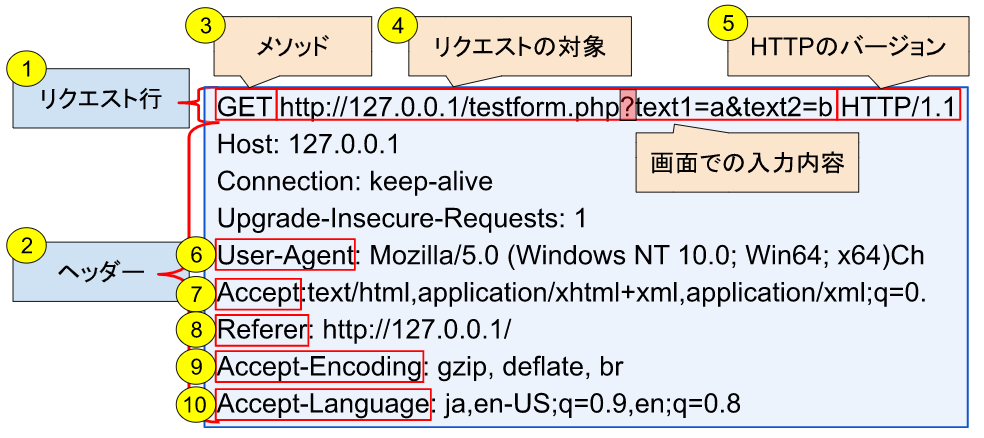 3 メソッド
4 リクエストの対象
5 HTTPのバージョン
1 リクエスト行
GET http://127.0.0.1/testform.php?text1=a&text2=b HTTP/1.1
画面での入力内容
2 ヘッダー
Host: 127.0.0.1
Connection: keep-alive
Upgrade-Insecure-Requests: 1
6 User-Agent: Mozilla/5.0 (Windows NT 10.0; Win64; x64)Ch
7 Accept:text/html,application/xhtml+xml,application/xml;q=0.
8 Referer: http://127.0.0.1/
9 Accept-Encoding: gzip, deflate, br
10 Accept-Language: ja,en-US;q=0.9,en;q=0.8